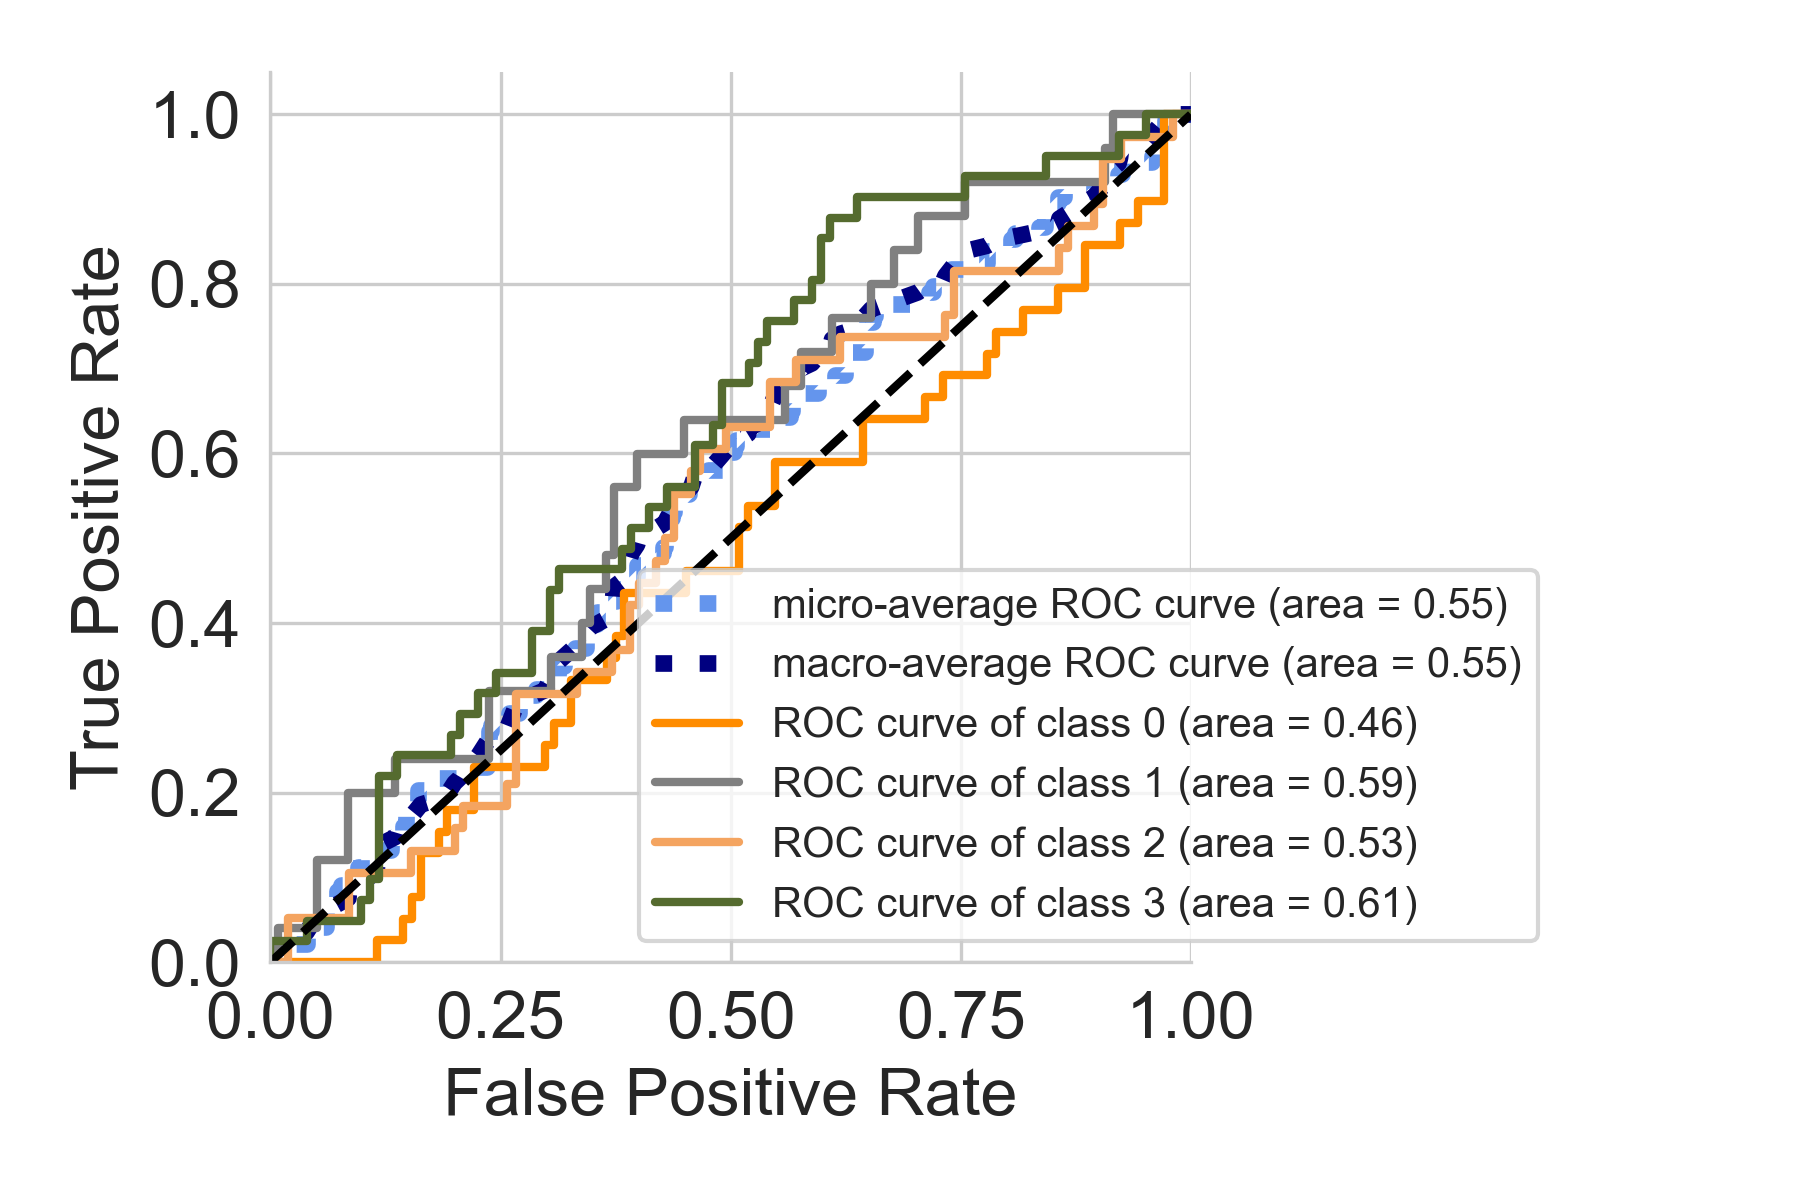 True Positive Rate
1.0
0.8
0.6
0.4
0.2
0.0
0.00 0.25 0.50 0.75 1.00
False Positive Rate
micro-average ROC curve (area = 0.55)
macro-average ROC curve (area = 0.55)
ROC curve of class 0 (area = 0.46)
ROC curve of class 1 (area = 0.59)
ROC curve of class 2 (area = 0.53)
ROC curve of class 3 (area = 0.61)